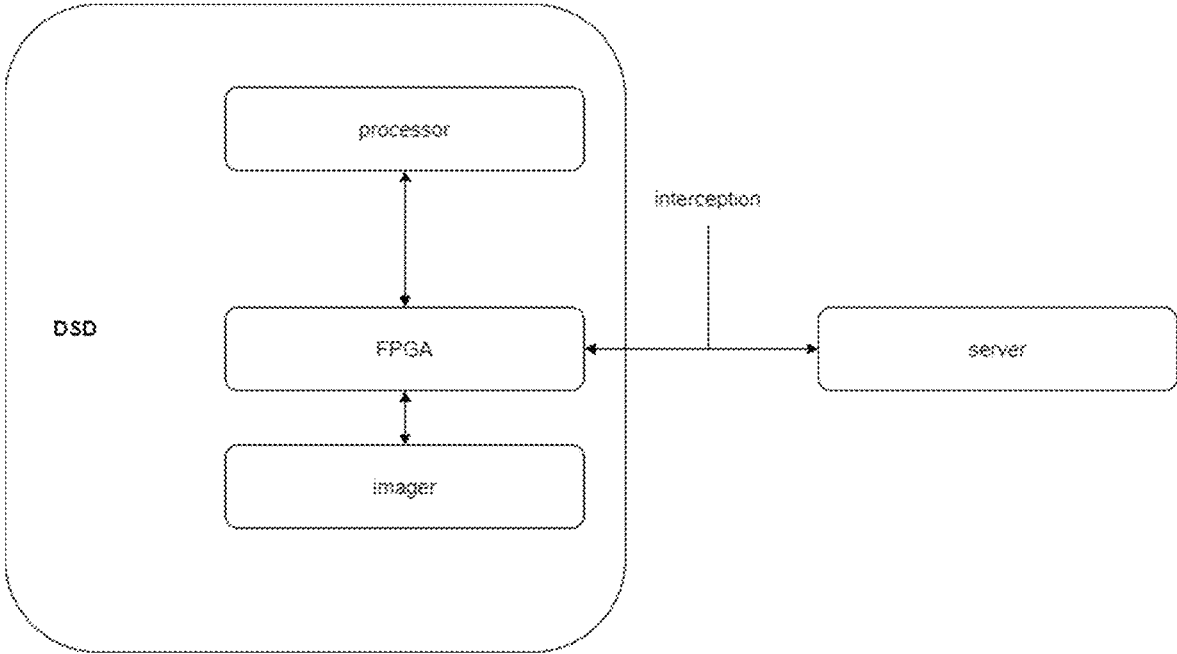 processor
interception
DSD
FPGA
server
imager